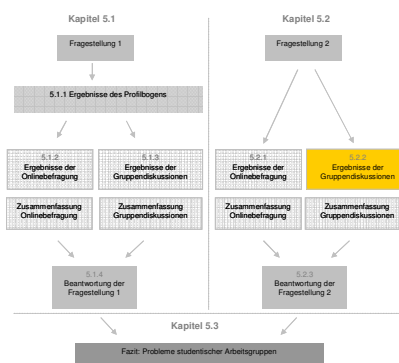 Kapitel 5.1
Kapitel 5.2
Fragestellung 1
Fragestellung 2
5.1.1 Ergebnisse des Profilbogens
5.1.2
Ergebnisse der
Onlinebefragung
5.1.3
Ergebnisse der
Gruppendiskussionen
5.2.1
Ergebnisse der
Onlinebefragung
5.2.2
Ergebnisse der
Gruppendiskussionen
Zusammenfassung
Onlinebefragung
Zusammenfassung
Gruppendiskussionen
Zusammenfassung
Onlinebefragung
Zusammenfassung
Gruppendiskussionen
5.1.4
Beantwortung der
Fragestellung 1
5.2.3
Beantwortung der
Fragestellung 2
Kapitel 5.3
Fazit: Probleme studentischer Arbeitsgruppen